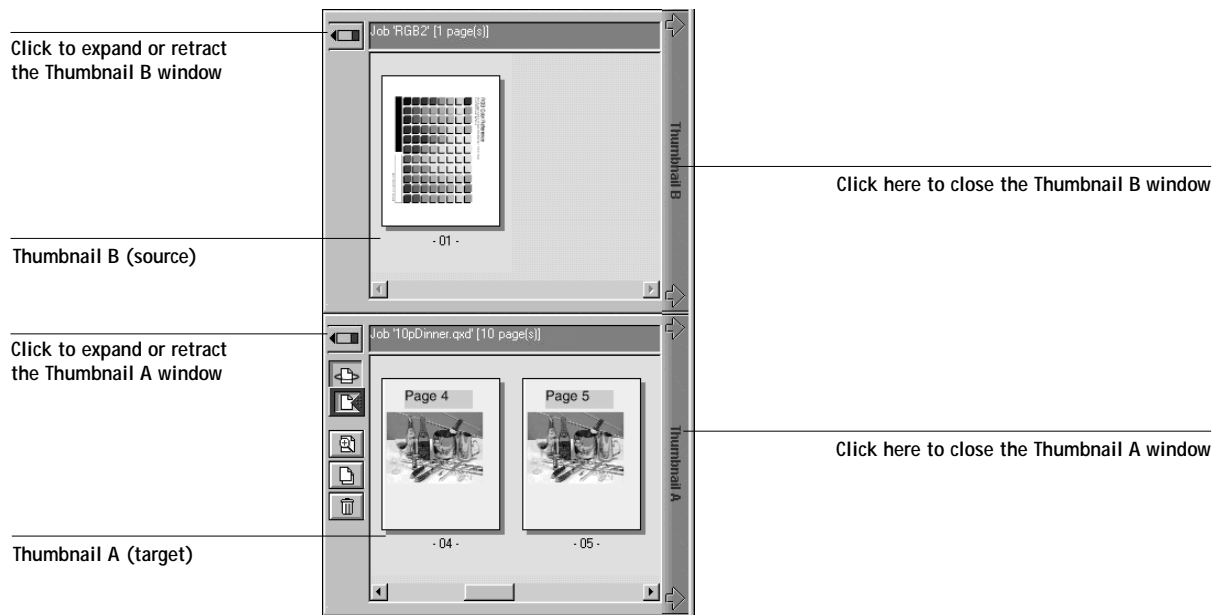 Click to expand or retract
the Thumbnail B window
Job 'RGB2' [1 page(s)]
Thumbnail B
Click here to close the Thumbnail B window
- 01 -
Thumbnail B (source)
Click to expand or retract
the Thumbnail A window
Job '10pDinner.qxd' [10 page(s)]
Page 4
Page 5
Thumbnail A
Click here to close the Thumbnail A window
- 04 -
- 05 -
Thumbnail A (target)